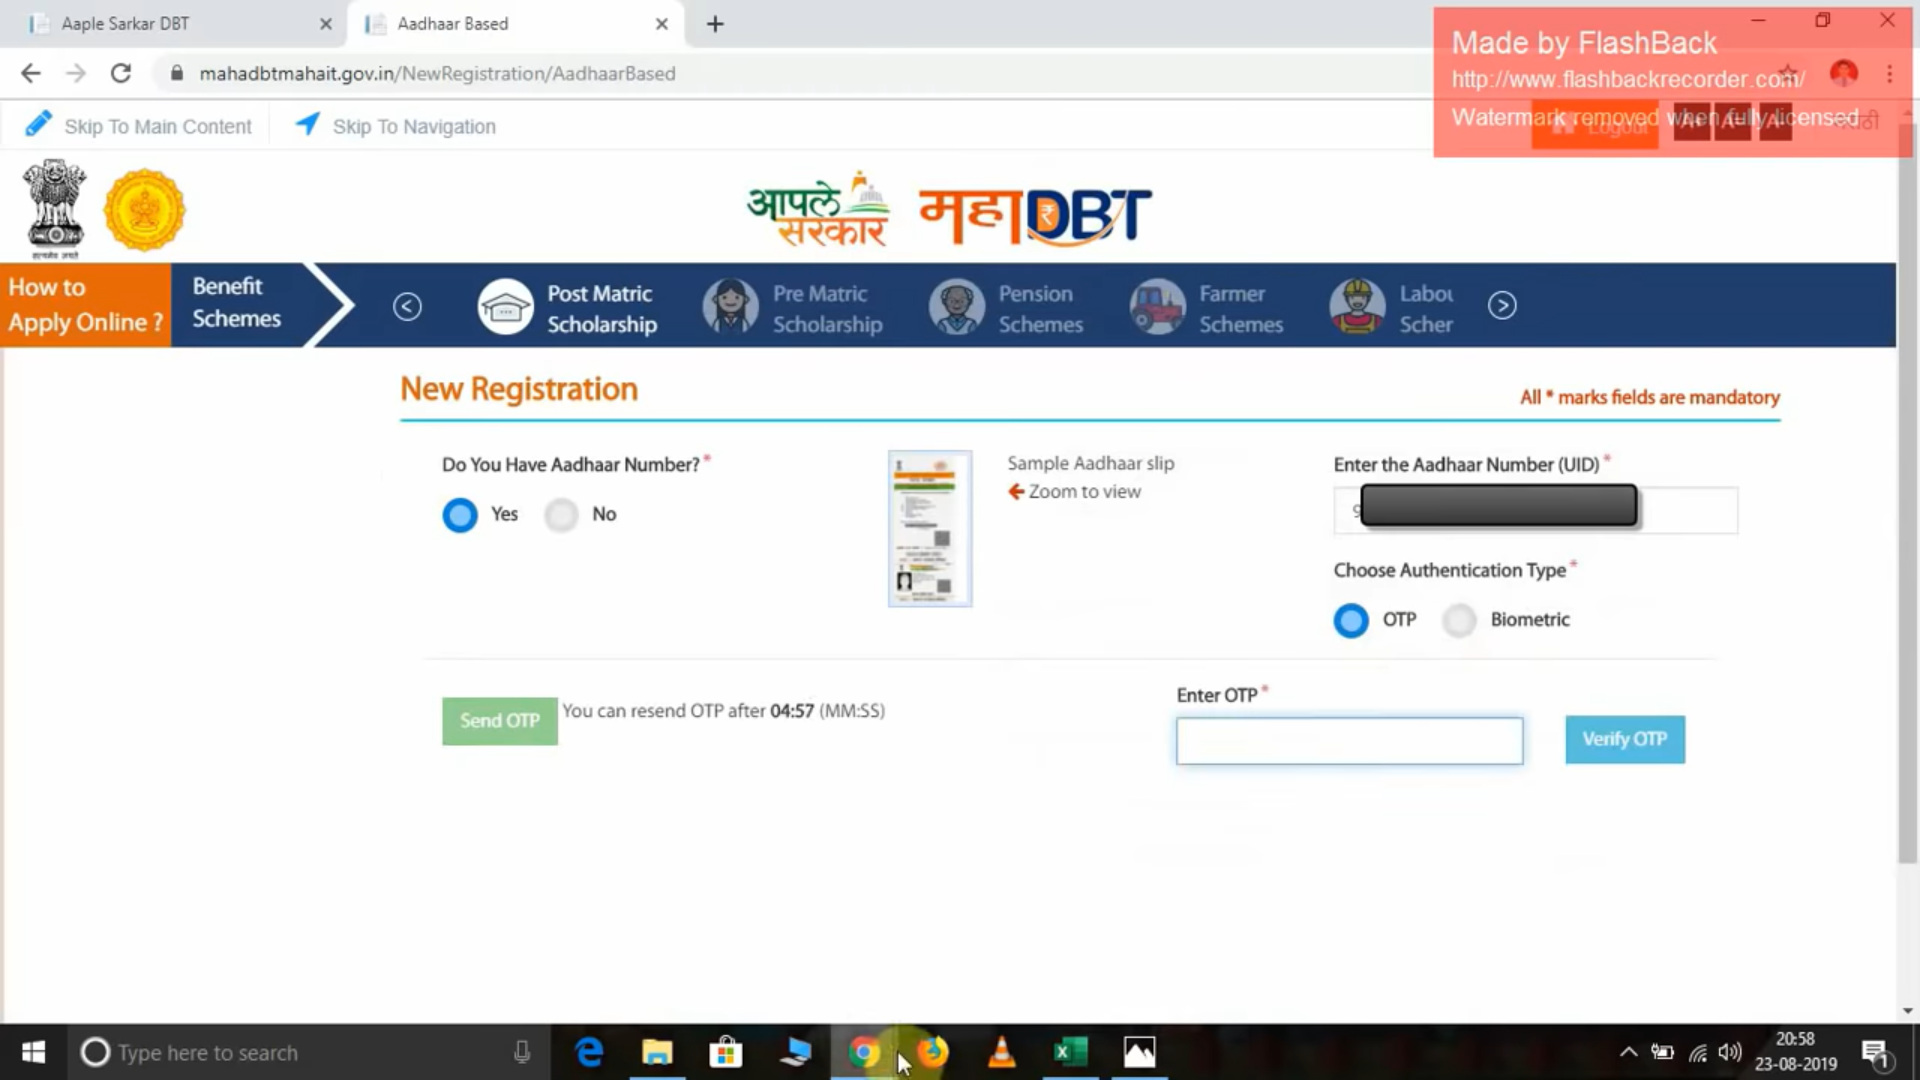 Aaple Sarkar DBT
Aadhaar Based
Made by FlashBack
http://www.flashbackrecorder.com/
Watermark removed when fully licensed
mahadbtmahait.gov.in/NewRegistration/AadhaarBased
Skip To Main Content
Skip To Navigation
Logout
A+
A
A-
सत्यमेव जयते
आपले
सरकार
महाDBT
How to
Apply Online ?
Benefit
Schemes
Post Matric
Scholarship
Pre Matric
Scholarship
Pension
Schemes
Farmer
Schemes
Labou
Scher
New Registration
All * marks fields are mandatory
Do You Have Aadhaar Number? *
Yes
No
Sample Aadhaar slip
Zoom to view
Enter the Aadhaar Number (UID) *
9
Choose Authentication Type *
OTP
Biometric
Send OTP
You can resend OTP after 04:57 (MM:SS)
Enter OTP *
Verify OTP
Type here to search
20:58
23-08-2019
1